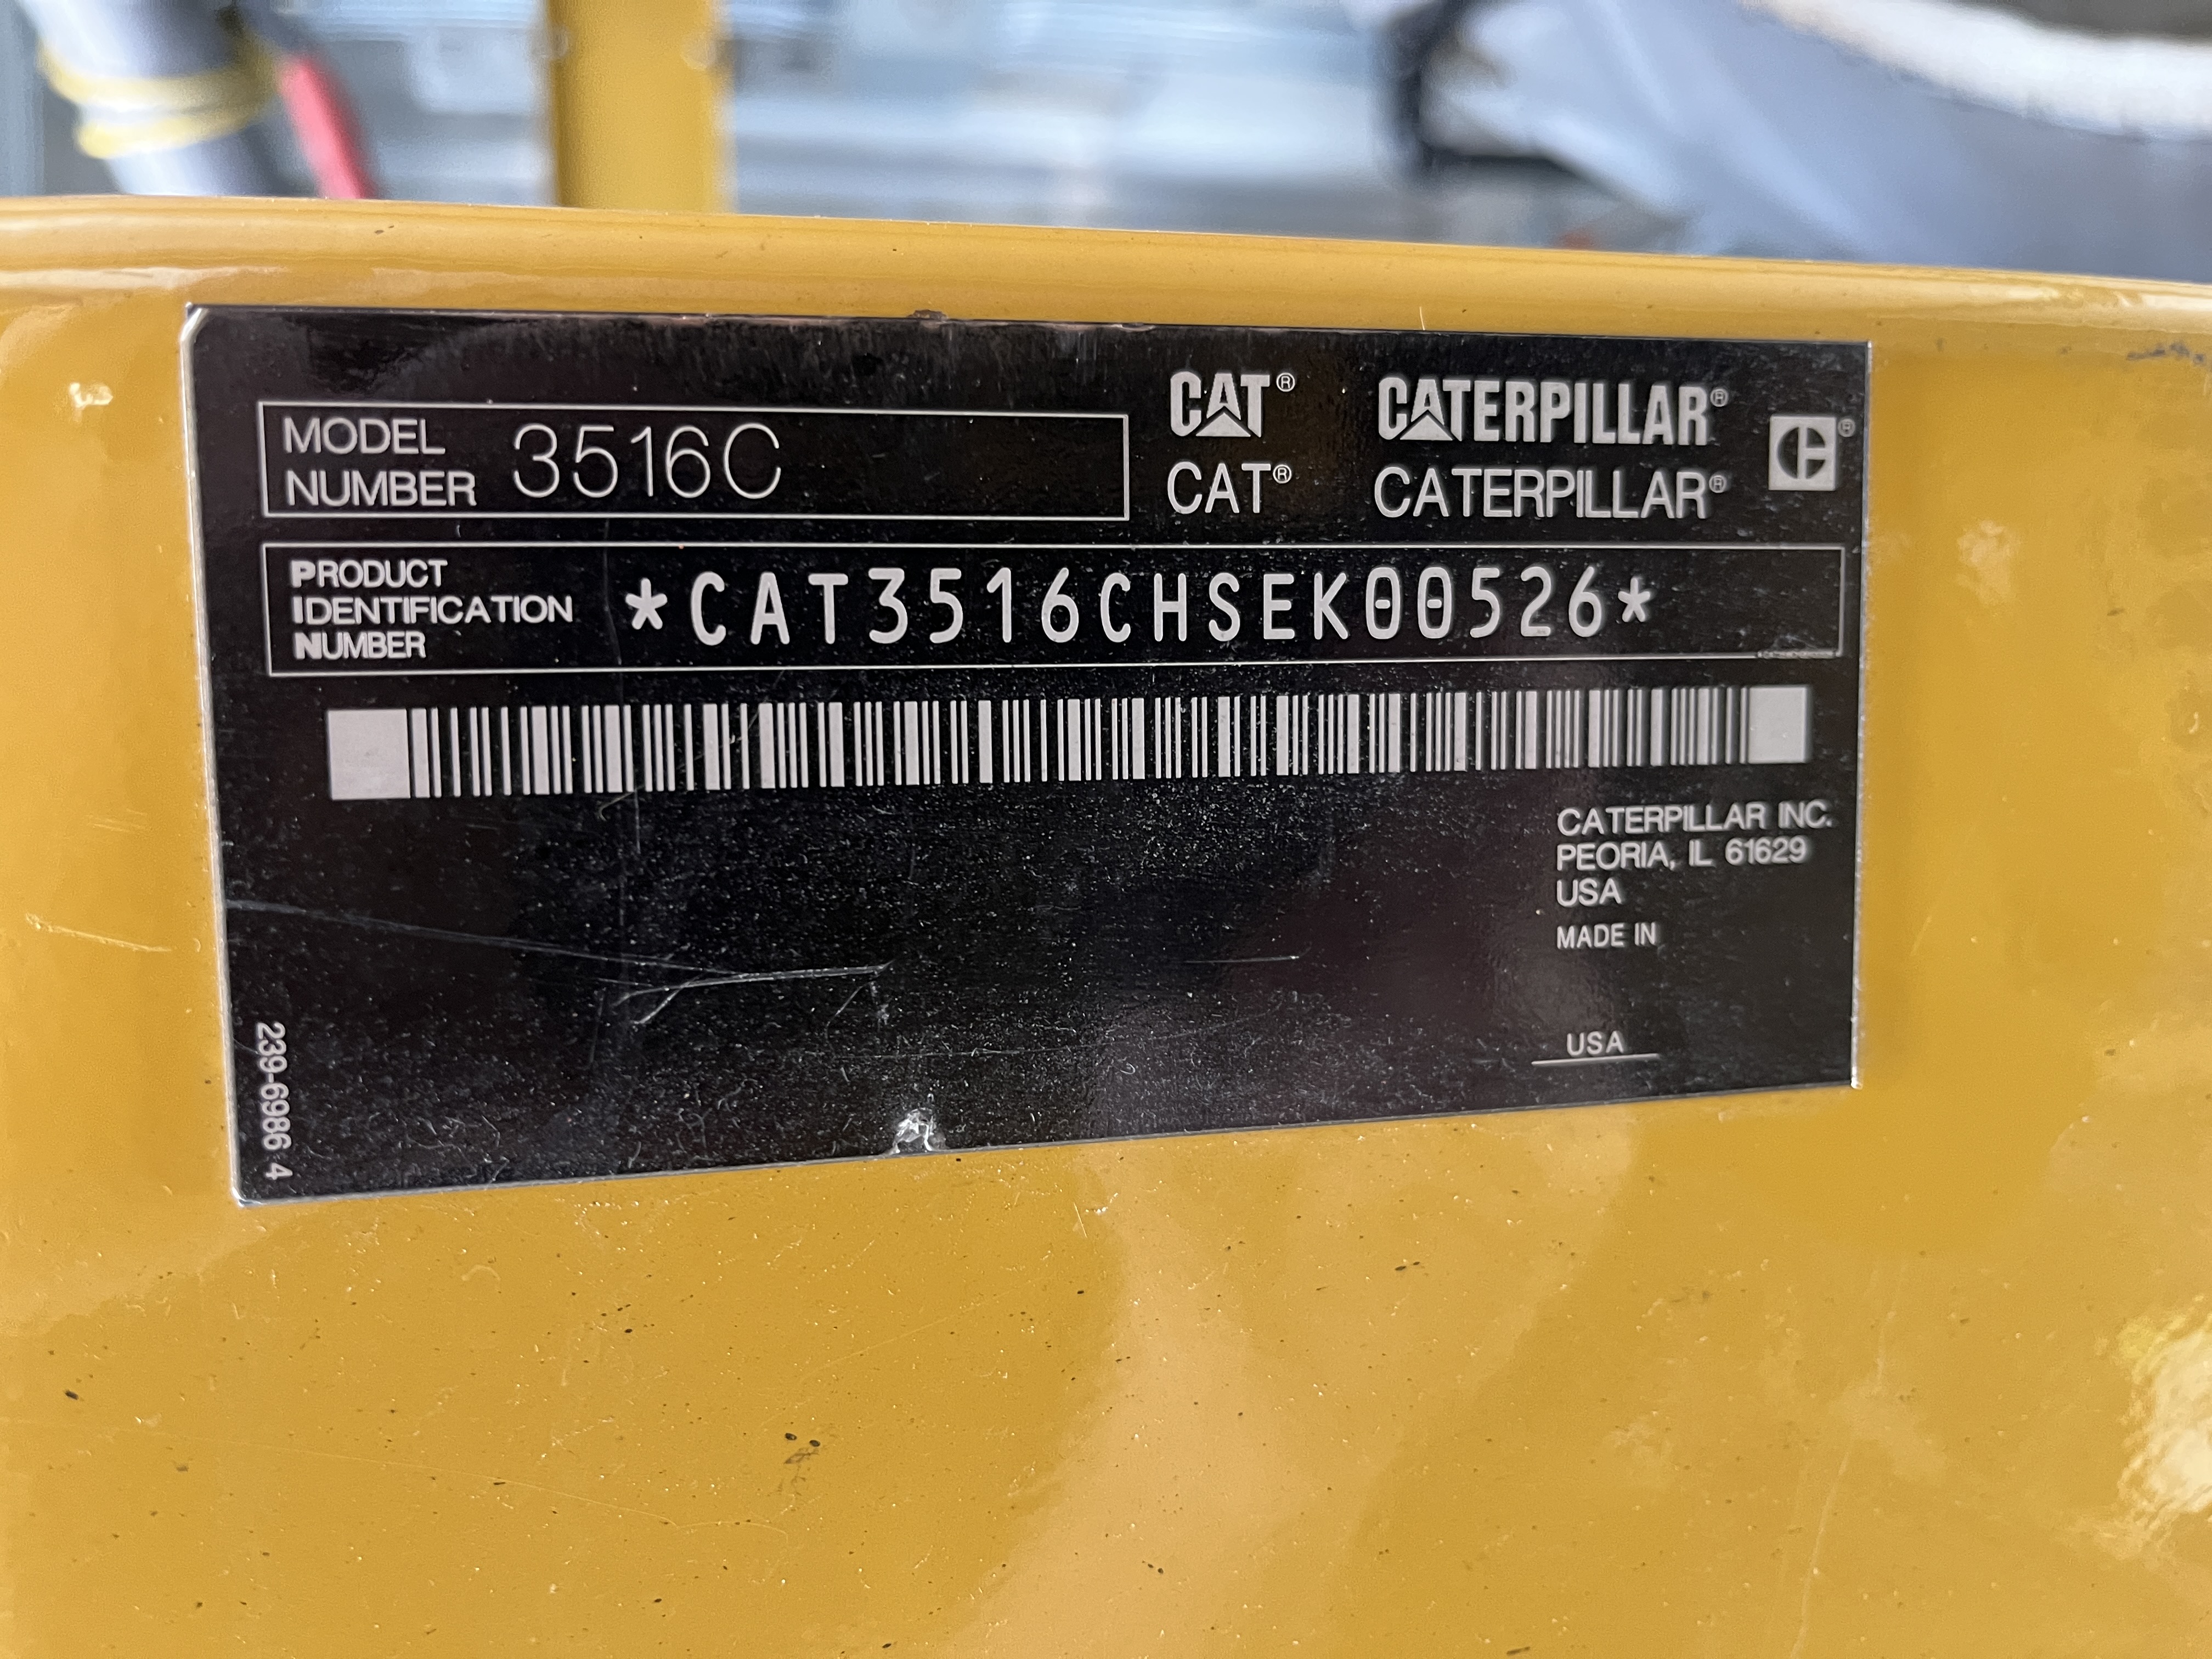 MODEL NUMBER 3516C
CAT® CATERPILLAR®
CAT® CATERPILLAR®
PRODUCT
IDENTIFICATION
NUMBER
*CAT3516CHSEK00526*
CATERPILLAR INC.
PEORIA, IL 61629
USA
MADE IN
USA
239-6986 4